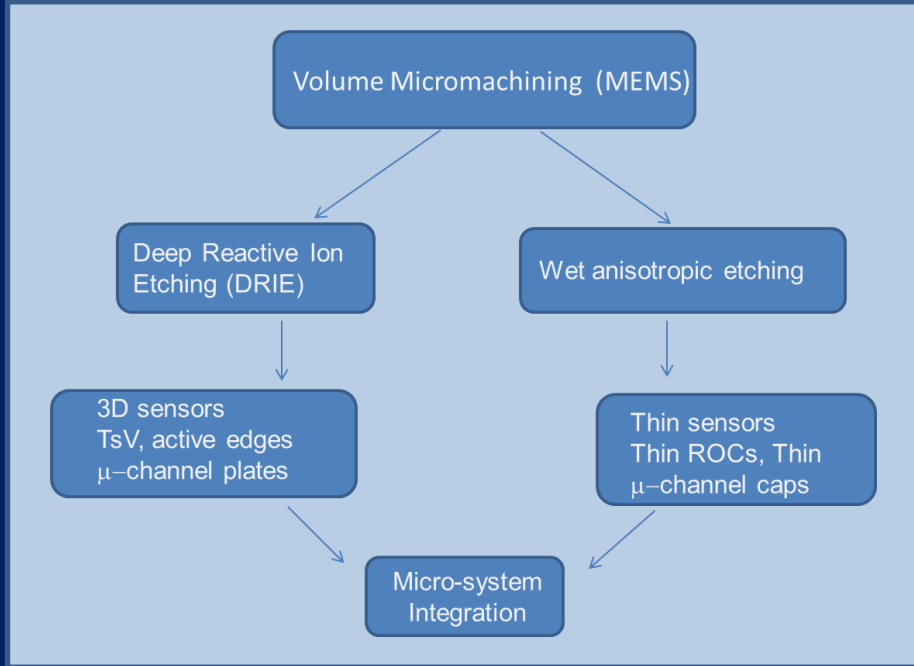 Volume Micromachining (MEMS)
Deep Reactive Ion
Etching (DRIE)
Wet anisotropic etching
3D sensors
TsV, active edges
μ−channel plates
Thin sensors
Thin ROCs, Thin
μ−channel caps
Micro-system
Integration